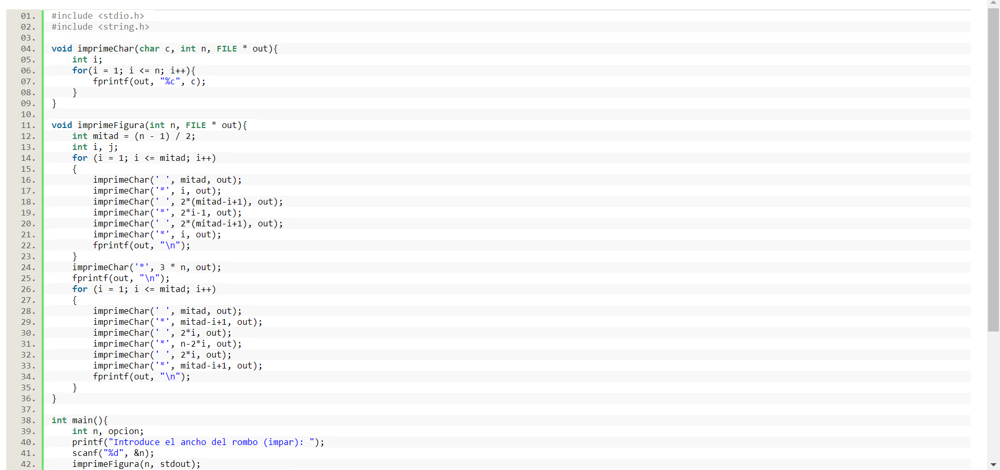 01. #include <stdio.h>
02. #include <string.h>
03.
04. void imprimeChar(char c, int n, FILE * out){
05.     int i;
06.     for(i = 1; i <= n; i++){
07.         fprintf(out, "%c", c);
08.     }
09. }
10.
11. void imprimeFigura(int n, FILE * out){
12.     int mitad = (n - 1) / 2;
13.     int i, j;
14.     for (i = 1; i <= mitad; i++)
15.     {
16.         imprimeChar(' ', mitad, out);
17.         imprimeChar('*', i, out);
18.         imprimeChar(' ', 2*(mitad-i+1), out);
19.         imprimeChar('*', 2*i-1, out);
20.         imprimeChar(' ', 2*(mitad-i+1), out);
21.         imprimeChar('*', i, out);
22.         fprintf(out, "\n");
23.     }
24.     imprimeChar('*', 3 * n, out);
25.     fprintf(out, "\n");
26.     for (i = 1; i <= mitad; i++)
27.     {
28.         imprimeChar(' ', mitad, out);
29.         imprimeChar('*', mitad-i+1, out);
30.         imprimeChar(' ', 2*i, out);
31.         imprimeChar('*', n-2*i, out);
32.         imprimeChar(' ', 2*i, out);
33.         imprimeChar('*', mitad-i+1, out);
34.         fprintf(out, "\n");
35.     }
36. }
37.
38. int main(){
39.     int n, opcion;
40.     printf("Introduce el ancho del rombo (impar): ");
41.     scanf("%d", &n);
42.     imprimeFigura(n, stdout);